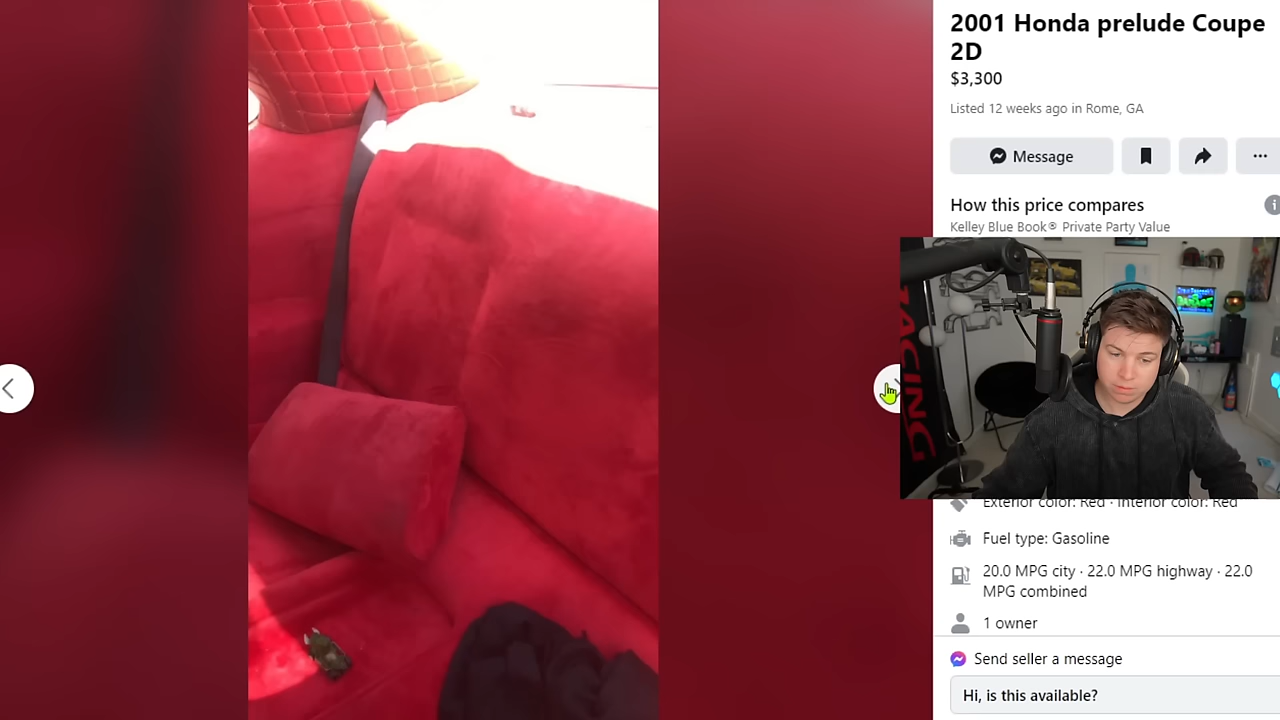 2001 Honda prelude Coupe
2D
$3,300
Listed 12 weeks ago in Rome, GA
Message
How this price compares
Kelley Blue Book® Private Party Value
RACING
Exterior color: Red · Interior color: Red
Fuel type: Gasoline
20.0 MPG city · 22.0 MPG highway · 22.0
MPG combined
1 owner
Send seller a message
Hi, is this available?